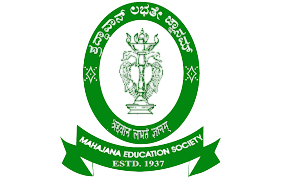 ಶ್ರದ್ಧಾವಾನ್ ಲಭತೇ ಜ್ಞಾನಮ್
श्रद्धावान् लभते ज्ञानम्
MAHAJANA EDUCATION SOCIETY
ESTD. 1937